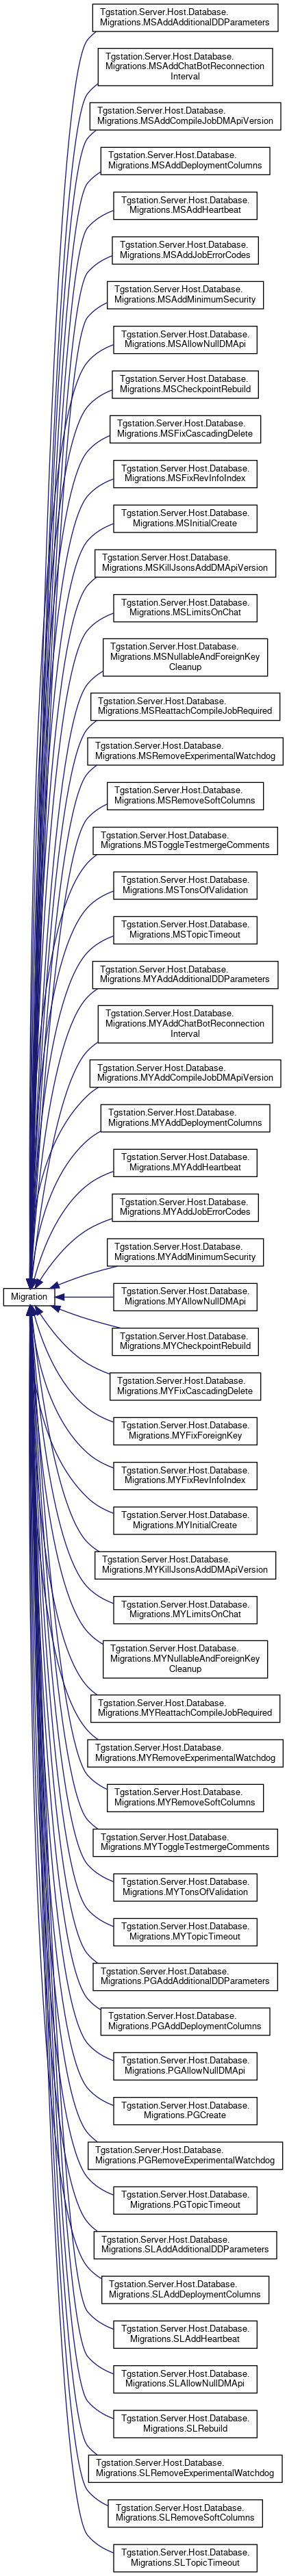 Tgstation.Server.Host.Database.
Migrations.MSAddAdditionalDDParameters
Tgstation.Server.Host.Database.
Migrations.MSAddChatBotReconnection
Interval
Tgstation.Server.Host.Database.
Migrations.MSAddCompileJobDMApiVersion
Tgstation.Server.Host.Database.
Migrations.MSAddDeploymentColumns
Tgstation.Server.Host.Database.
Migrations.MSAddHeartbeat
Tgstation.Server.Host.Database.
Migrations.MSAddJobErrorCodes
Tgstation.Server.Host.Database.
Migrations.MSAddMinimumSecurity
Tgstation.Server.Host.Database.
Migrations.MSAllowNullDMApi
Tgstation.Server.Host.Database.
Migrations.MSCheckpointRebuild
Tgstation.Server.Host.Database.
Migrations.MSFixCascadingDelete
Tgstation.Server.Host.Database.
Migrations.MSFixRevInfoIndex
Tgstation.Server.Host.Database.
Migrations.MSInitialCreate
Tgstation.Server.Host.Database.
Migrations.MSKillJsonsAddDMApiVersion
Tgstation.Server.Host.Database.
Migrations.MSLimitsOnChat
Tgstation.Server.Host.Database.
Migrations.MSNullableAndForeignKey
Cleanup
Tgstation.Server.Host.Database.
Migrations.MSReattachCompileJobRequired
Tgstation.Server.Host.Database.
Migrations.MSRemoveExperimentalWatchdog
Tgstation.Server.Host.Database.
Migrations.MSRemoveSoftColumns
Tgstation.Server.Host.Database.
Migrations.MSToggleTestmergeComments
Tgstation.Server.Host.Database.
Migrations.MSTonsOfValidation
Tgstation.Server.Host.Database.
Migrations.MSTopicTimeout
Tgstation.Server.Host.Database.
Migrations.MYAddAdditionalDDParameters
Tgstation.Server.Host.Database.
Migrations.MYAddChatBotReconnection
Interval
Tgstation.Server.Host.Database.
Migrations.MYAddCompileJobDMApiVersion
Tgstation.Server.Host.Database.
Migrations.MYAddDeploymentColumns
Tgstation.Server.Host.Database.
Migrations.MYAddHeartbeat
Tgstation.Server.Host.Database.
Migrations.MYAddJobErrorCodes
Tgstation.Server.Host.Database.
Migrations.MYAddMinimumSecurity
Migration
Tgstation.Server.Host.Database.
Migrations.MYAllowNullDMApi
Tgstation.Server.Host.Database.
Migrations.MYCheckpointRebuild
Tgstation.Server.Host.Database.
Migrations.MYFixCascadingDelete
Tgstation.Server.Host.Database.
Migrations.MYFixForeignKey
Tgstation.Server.Host.Database.
Migrations.MYFixRevInfoIndex
Tgstation.Server.Host.Database.
Migrations.MYInitialCreate
Tgstation.Server.Host.Database.
Migrations.MYKillJsonsAddDMApiVersion
Tgstation.Server.Host.Database.
Migrations.MYLimitsOnChat
Tgstation.Server.Host.Database.
Migrations.MYNullableAndForeignKey
Cleanup
Tgstation.Server.Host.Database.
Migrations.MYReattachCompileJobRequired
Tgstation.Server.Host.Database.
Migrations.MYRemoveExperimentalWatchdog
Tgstation.Server.Host.Database.
Migrations.MYRemoveSoftColumns
Tgstation.Server.Host.Database.
Migrations.MYToggleTestmergeComments
Tgstation.Server.Host.Database.
Migrations.MYTonsOfValidation
Tgstation.Server.Host.Database.
Migrations.MYTopicTimeout
Tgstation.Server.Host.Database.
Migrations.PGAddAdditionalDDParameters
Tgstation.Server.Host.Database.
Migrations.PGAddDeploymentColumns
Tgstation.Server.Host.Database.
Migrations.PGAllowNullDMApi
Tgstation.Server.Host.Database.
Migrations.PGCreate
Tgstation.Server.Host.Database.
Migrations.PGRemoveExperimentalWatchdog
Tgstation.Server.Host.Database.
Migrations.PGTopicTimeout
Tgstation.Server.Host.Database.
Migrations.SLAddAdditionalDDParameters
Tgstation.Server.Host.Database.
Migrations.SLAddDeploymentColumns
Tgstation.Server.Host.Database.
Migrations.SLAddHeartbeat
Tgstation.Server.Host.Database.
Migrations.SLAllowNullDMApi
Tgstation.Server.Host.Database.
Migrations.SLRebuild
Tgstation.Server.Host.Database.
Migrations.SLRemoveExperimentalWatchdog
Tgstation.Server.Host.Database.
Migrations.SLRemoveSoftColumns
Tgstation.Server.Host.Database.
Migrations.SLTopicTimeout